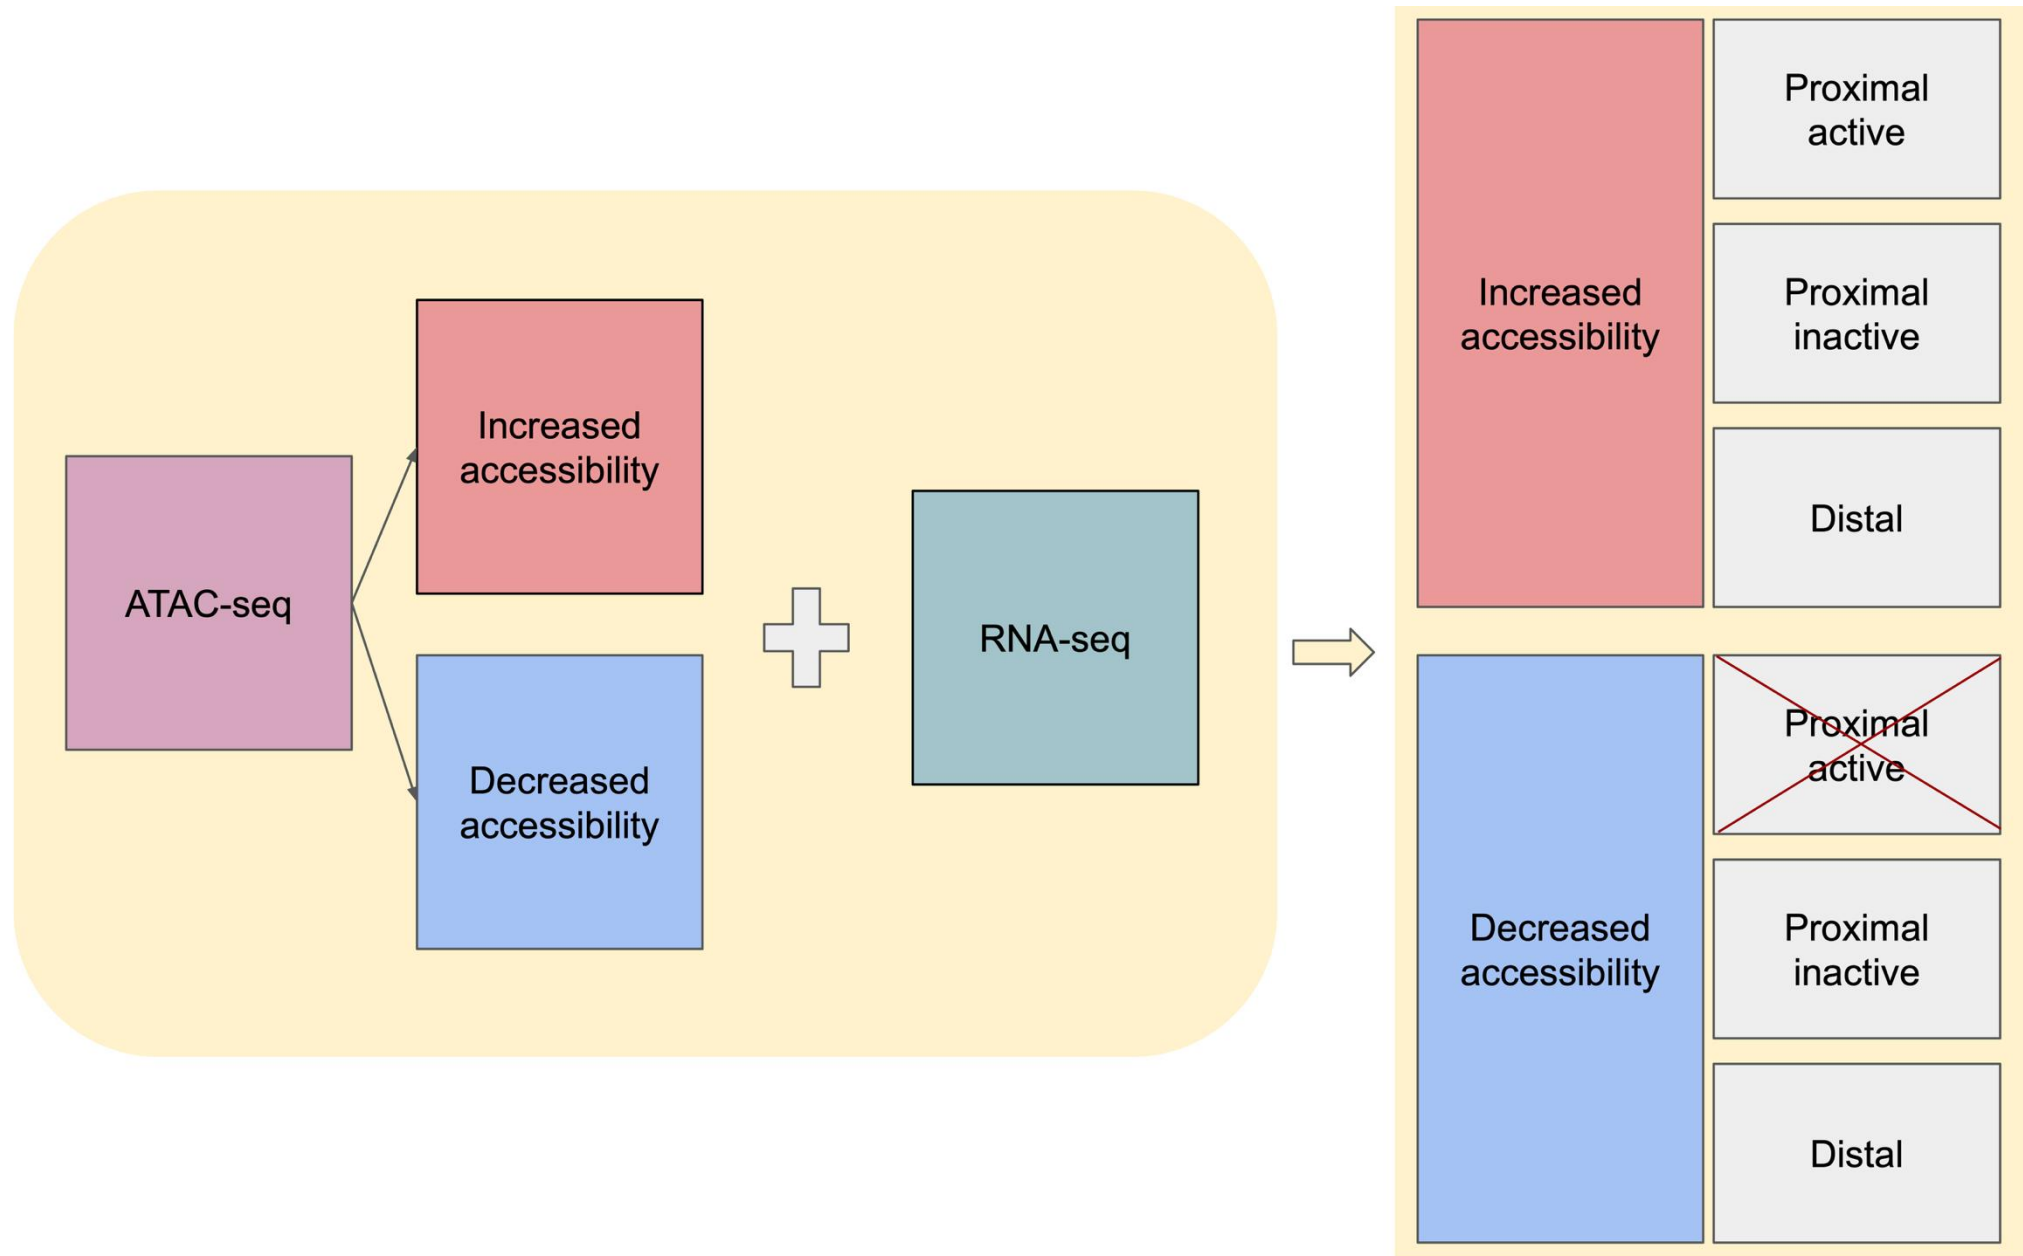 ATAC-seq
Increased
accessibility
Decreased
accessibility
RNA-seq
Increased
accessibility
Proximal
active
Proximal
inactive
Distal
Decreased
accessibility
Proximal
active
Proximal
inactive
Distal